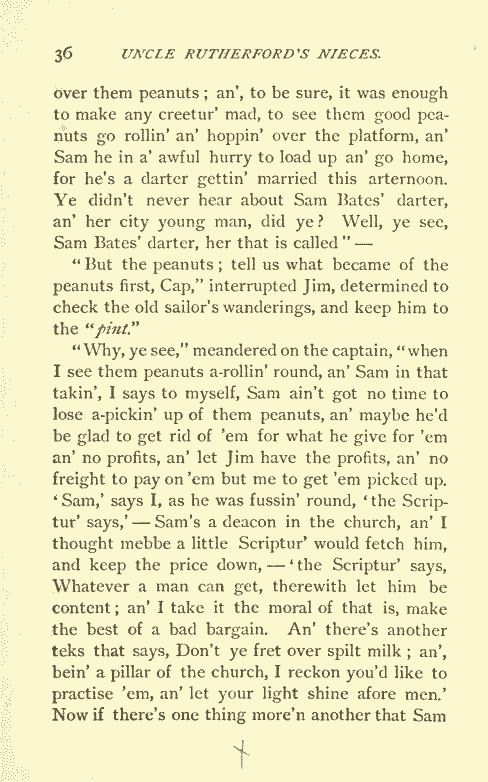 36 UNCLE RUTHERFORD'S NIECES.
over them peanuts; an', to be sure, it was enough
to make any creetur' mad, to see them good pea-
nuts go rollin' an' hoppin' over the platform, an'
Sam he in a' awful hurry to load up an' go home,
for he's a darter gettin' married this arternoon.
Ye didn't never hear about Sam Bates' darter,
an' her city young man, did ye? Well, ye see,
Sam Bates' darter, her that is called" —
"But the peanuts; tell us what became of the
peanuts first, Cap," interrupted Jim, determined to
check the old sailor's wanderings, and keep him to
the "pint."
"Why, ye see," meandered on the captain, "when
I see them peanuts a-rollin' round, an' Sam in that
takin', I says to myself, Sam ain't got no time to
lose a-pickin' up of them peanuts, an' maybe he'd
be glad to get rid of 'em for what he give for 'em
an' no profits, an' let Jim have the profits, an' no
freight to pay on 'em but me to get 'em picked up.
'Sam,' says I, as he was fussin' round, 'the Scrip-
tur' says,' — Sam's a deacon in the church, an' I
thought mebbe a little Scriptur' would fetch him,
and keep the price down, — 'the Scriptur' says,
Whatever a man can get, therewith let him be
content; an' I take it the moral of that is, make
the best of a bad bargain. An' there's another
teks that says, Don't ye fret over spilt milk; an',
bein' a pillar of the church, I reckon you'd like to
practise 'em, an' let your light shine afore men.'
Now if there's one thing more'n another that Sam